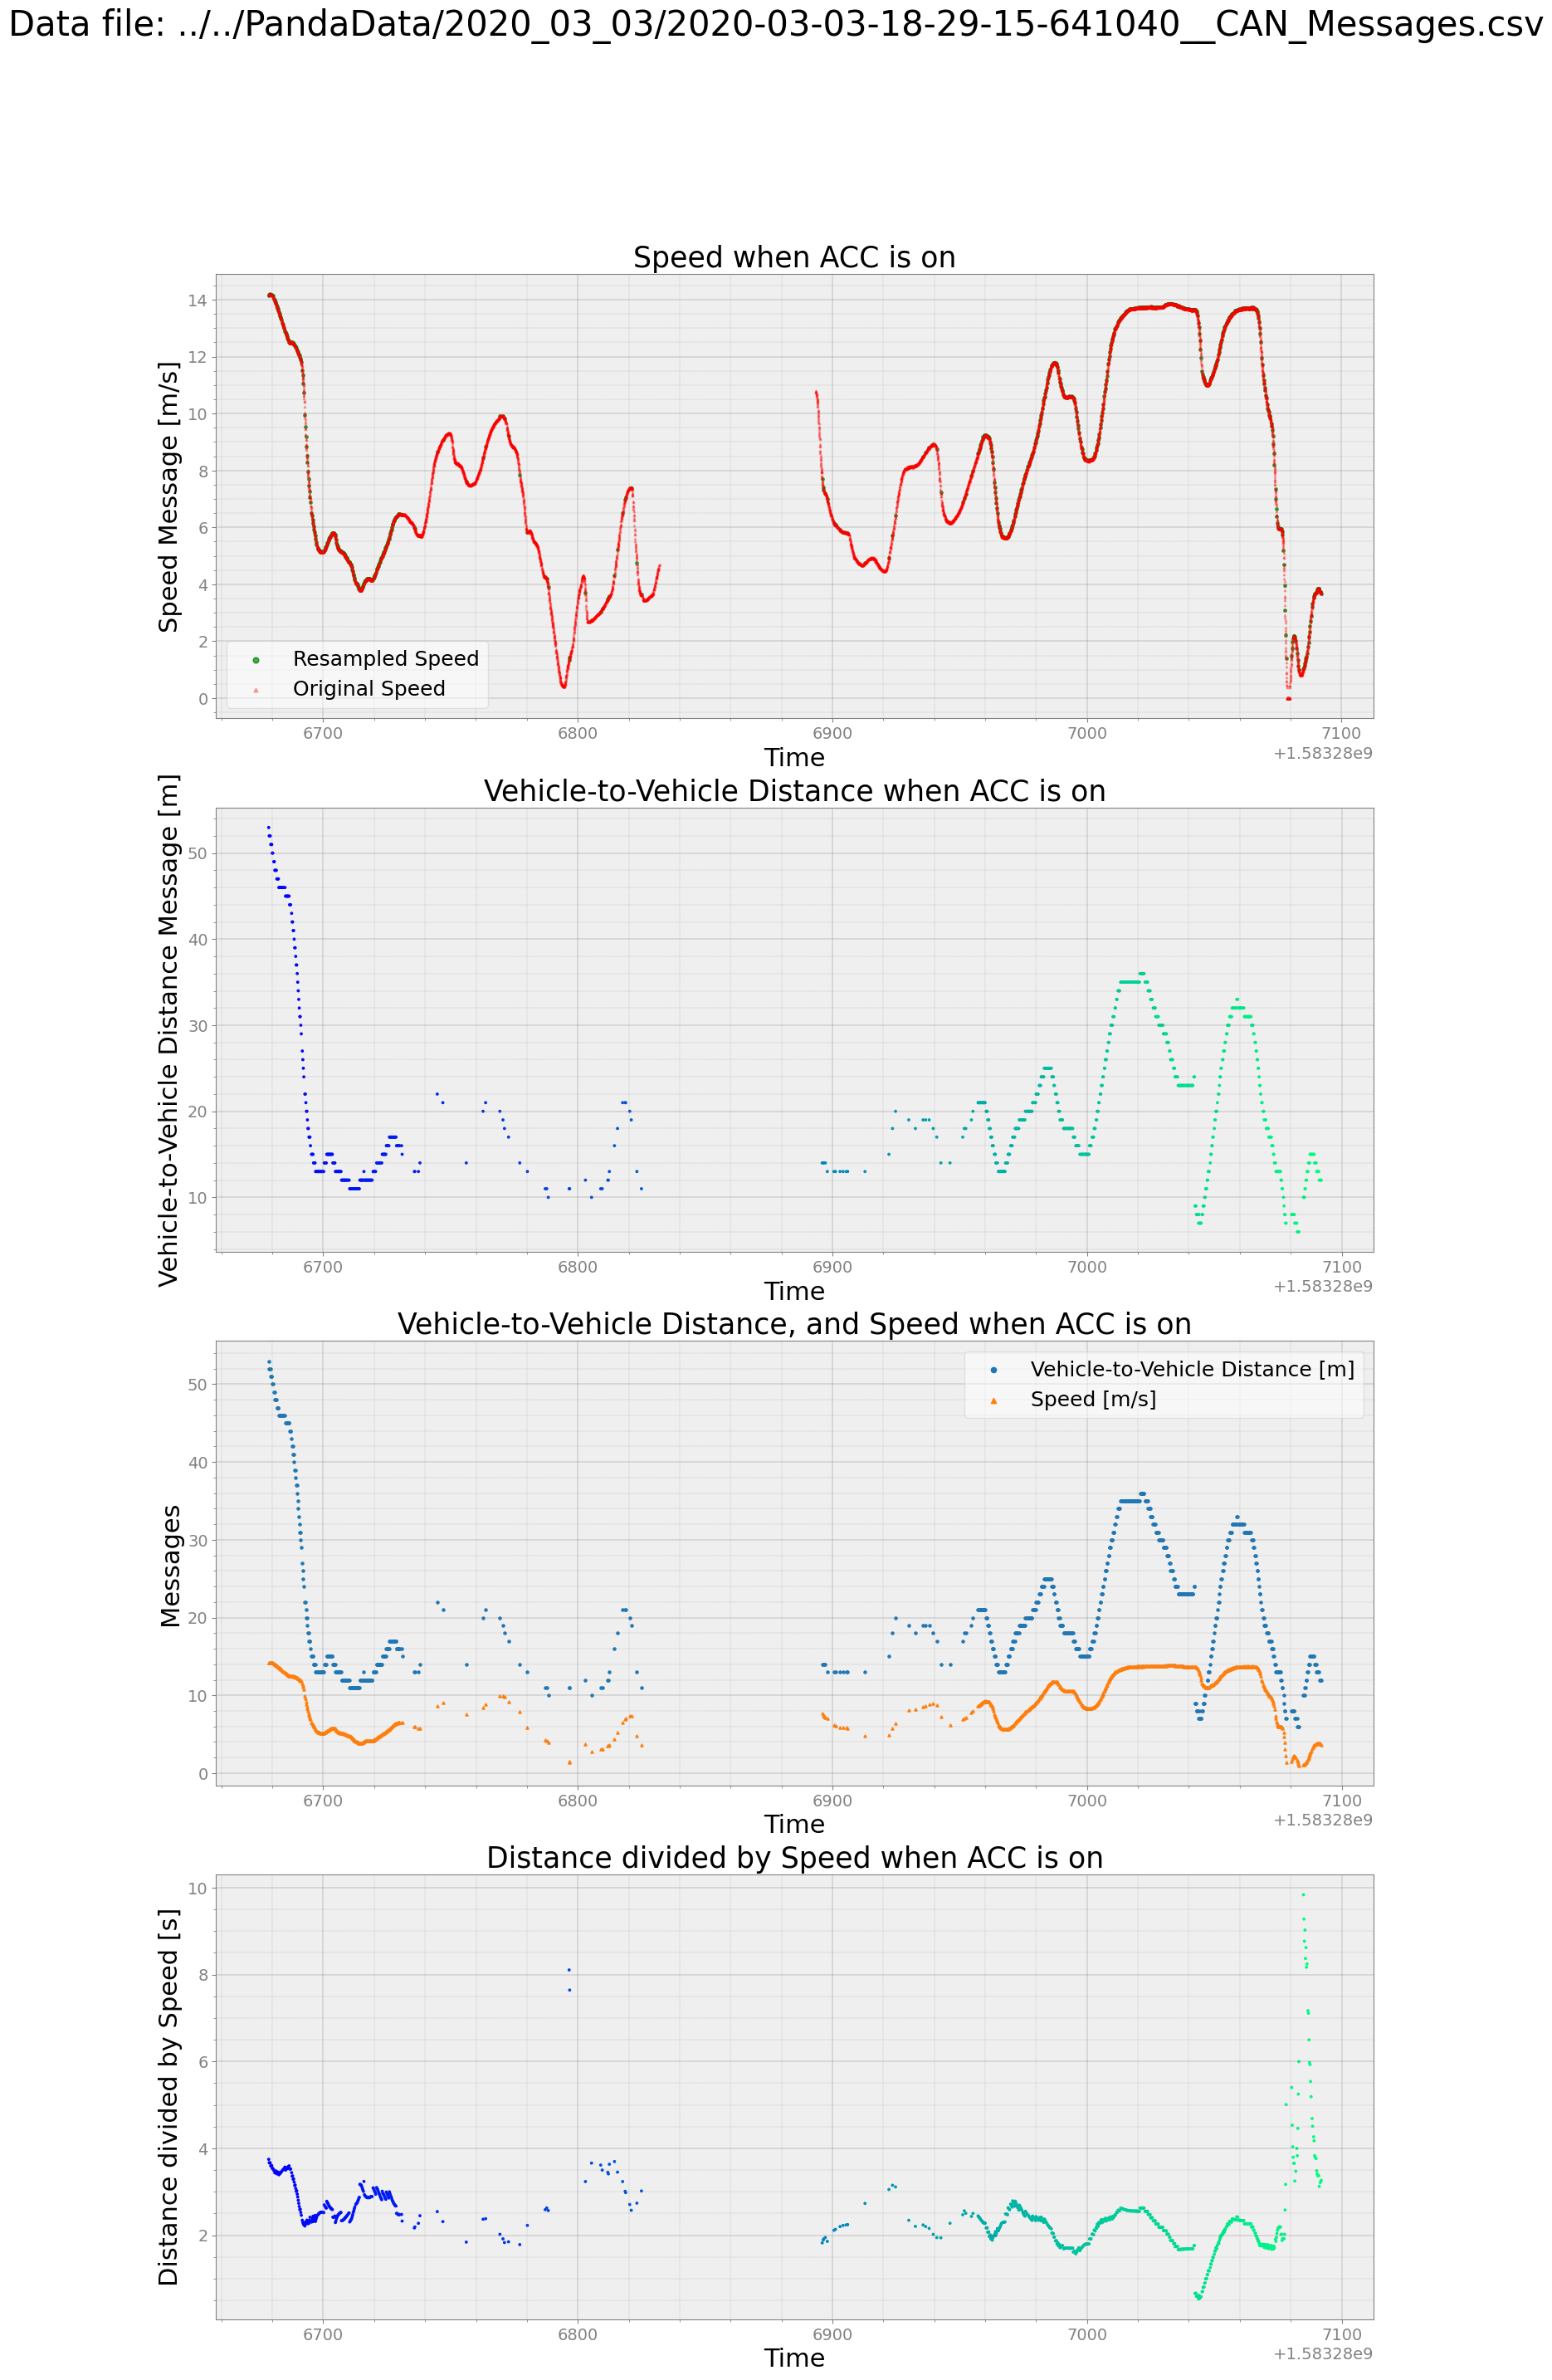 Data file: ../../PandaData/2020_03_03/2020-03-03-18-29-15-641040__CAN_Messages.csv
Speed when ACC is on
Speed Message [m/s]
14
12
10
8
6
4
2
0
Resampled Speed
Original Speed
6700 6800 6900 7000 7100
Time
+1.58328e9
Vehicle-to-Vehicle Distance when ACC is on
Vehicle-to-Vehicle Distance Message [m]
50
40
30
20
10
6700 6800 6900 7000 7100
Time
+1.58328e9
Vehicle-to-Vehicle Distance, and Speed when ACC is on
Messages
Vehicle-to-Vehicle Distance [m]
Speed [m/s]
50
40
30
20
10
0
6700 6800 6900 7000 7100
Time
+1.58328e9
Distance divided by Speed when ACC is on
Distance divided by Speed [s]
10
8
6
4
2
6700 6800 6900 7000 7100
Time
+1.58328e9